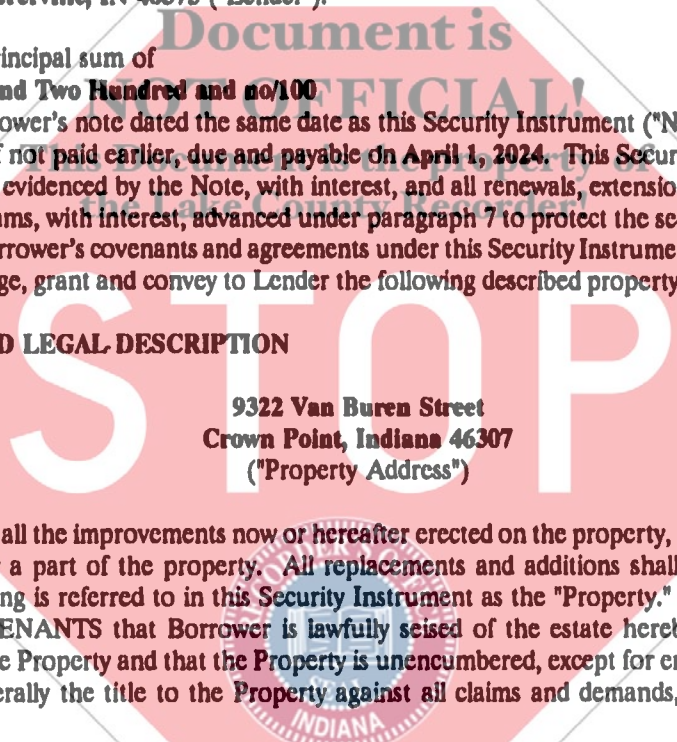 Document is
rincipal sum of
nd Two Hundred and no/100
NOT OFFICIAL!
ower's note dated the same date as this Security Instrument ("N
f not paid earlier, due and payable on April 1, 2024. This Secur
This Document is the property of
evidenced by the Note, with interest, and all renewals, extensio
the Lake County Recorder!
ms, with interest, advanced under paragraph 7 to protect the se
rrower's covenants and agreements under this Security Instrume
ge, grant and convey to Lender the following described property
STOP
D LEGAL DESCRIPTION
9322 Van Buren Street
Crown Point, Indiana 46307
("Property Address")
all the improvements now or hereafter erected on the property,
a part of the property. All replacements and additions shall
ng is referred to in this Security Instrument as the "Property."
ENANTS that Borrower is lawfully seised of the estate hereb
e Property and that the Property is unencumbered, except for en
erally the title to the Property against all claims and demands,
SEAL
INDIANA